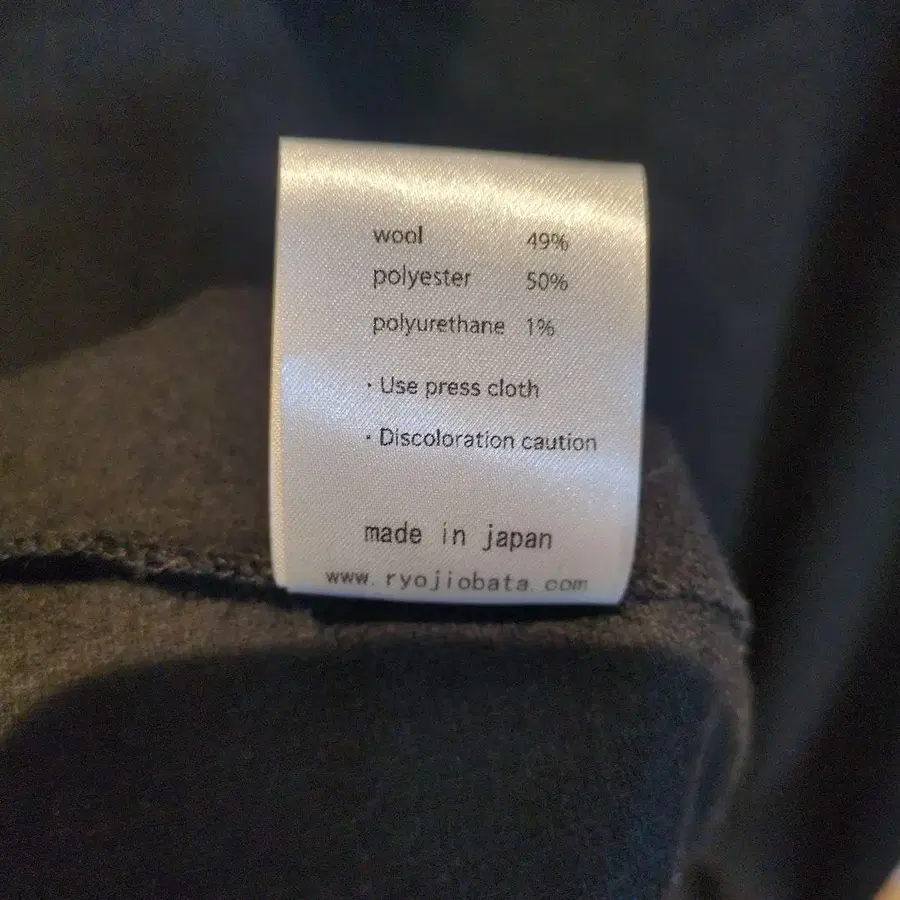 wool 49%
polyester 50%
polyurethane 1%
・Use press cloth
・Discoloration caution
made in japan
www.ryojiobata.com